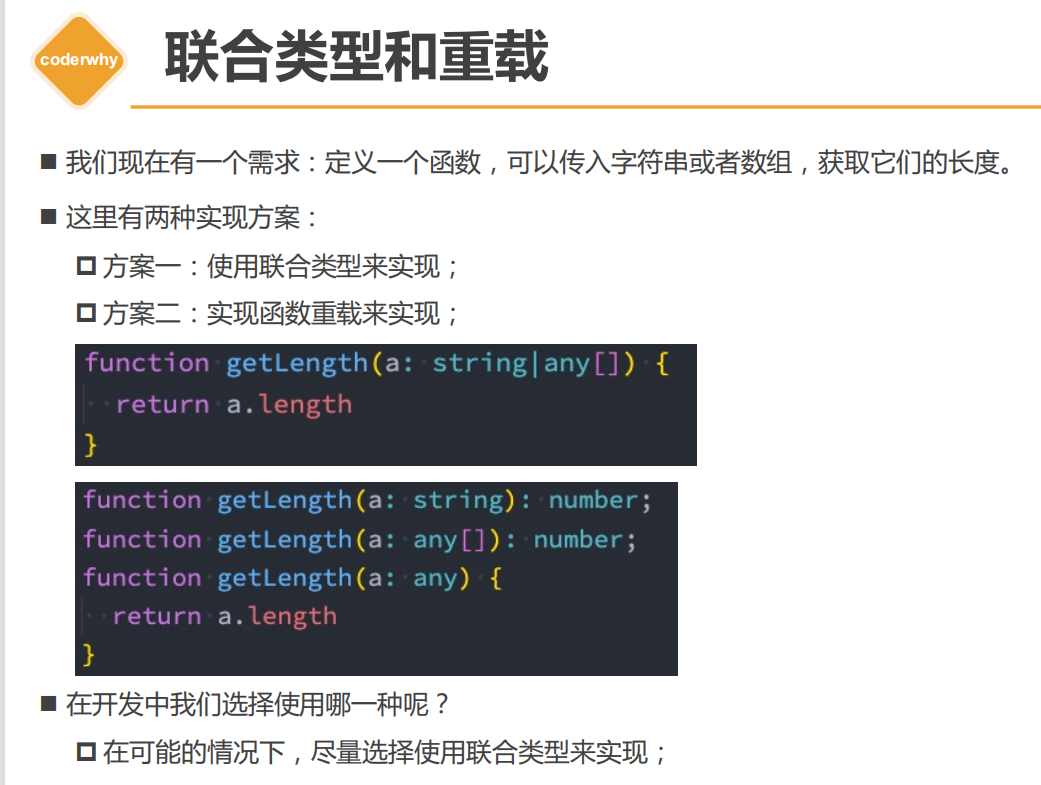 coderwhy
联合类型和重载
我们现在有一个需求：定义一个函数，可以传入字符串或者数组，获取它们的长度。
这里有两种实现方案：
方案一：使用联合类型来实现；
方案二：实现函数重载来实现；
function getLength(a: string|any[]) {
  return a.length
}
function getLength(a: string): number;
function getLength(a: any[]): number;
function getLength(a: any) {
  return a.length
}
在开发中我们选择使用哪一种呢？
在可能的情况下，尽量选择使用联合类型来实现；